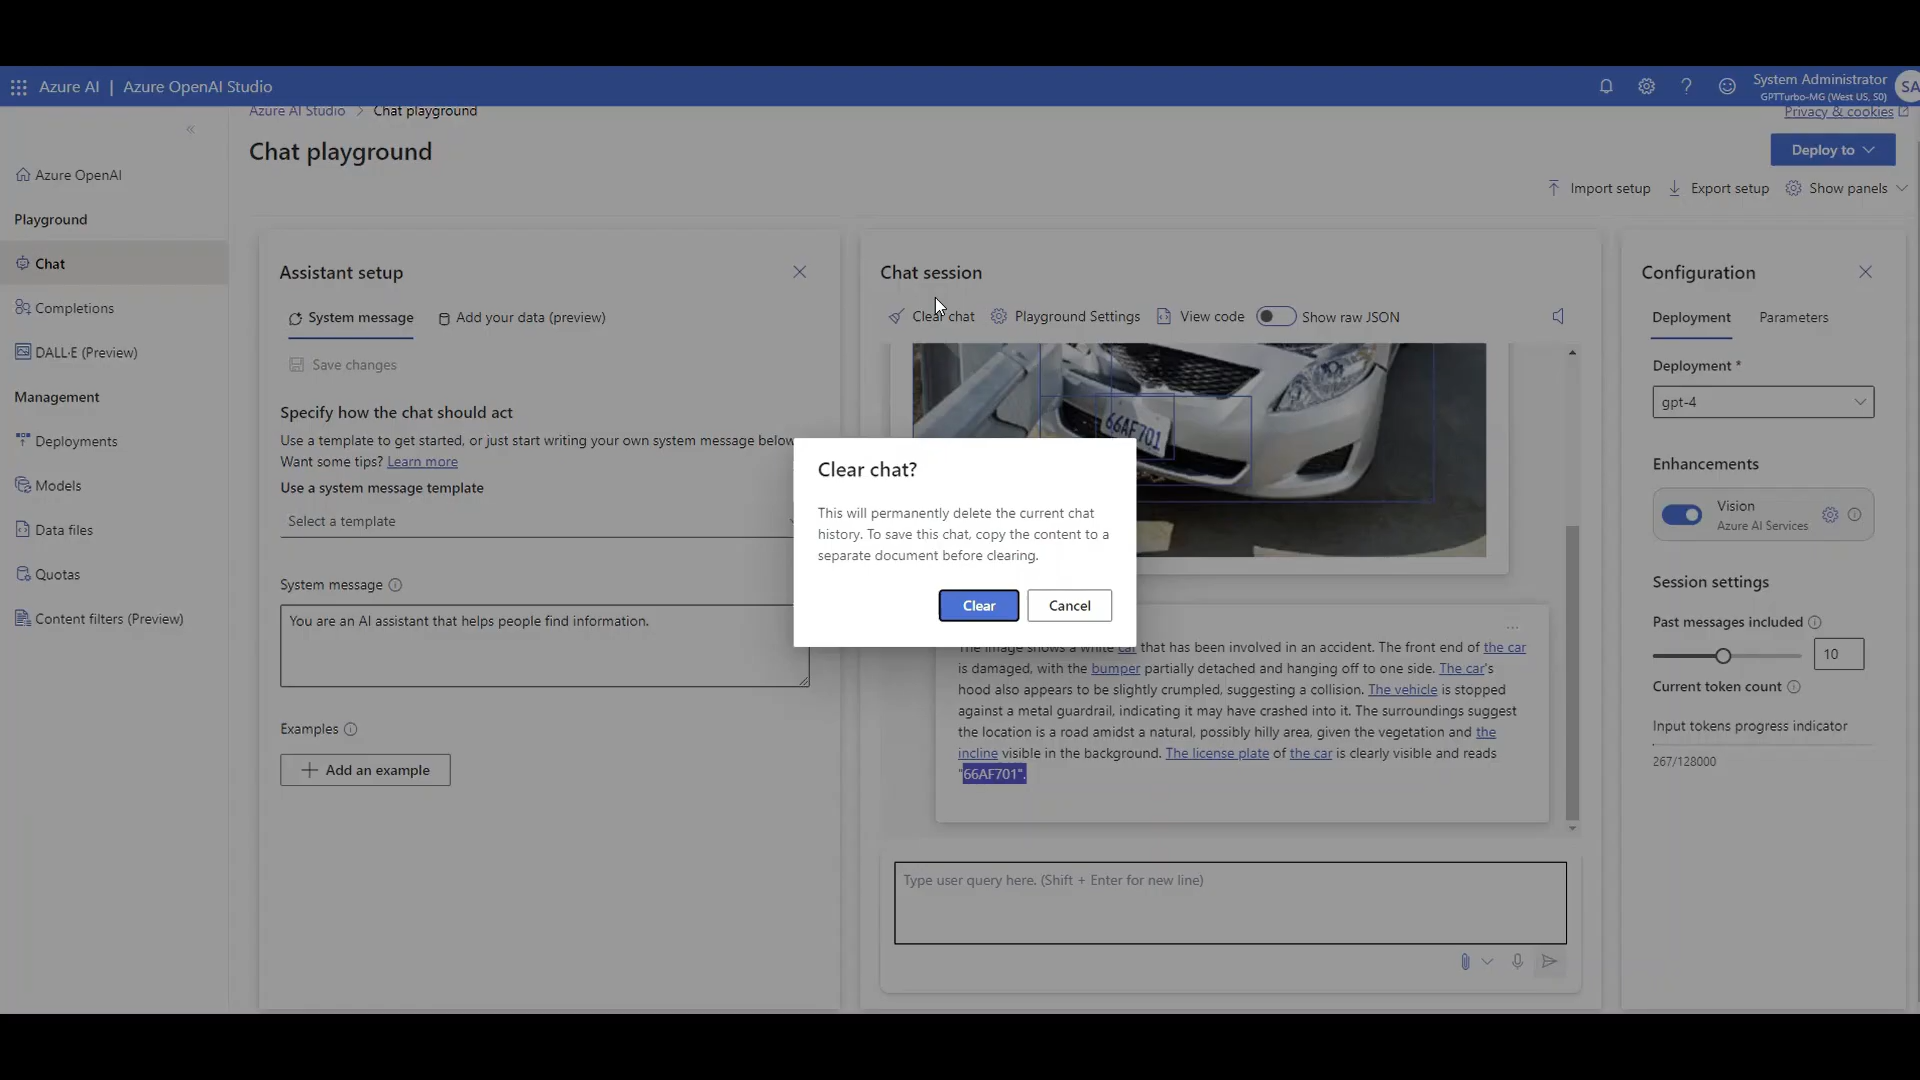 Azure AI | Azure OpenAI Studio
System Administrator
GPTTurbo-MG (West US, S0)
SA
Azure AI Studio > Chat playground
Privacy & cookies
Chat playground
Deploy to
Import setup
Export setup
Show panels
Azure OpenAI
Playground
Chat
Completions
DALL·E (Preview)
Management
Deployments
Models
Data files
Quotas
Content filters (Preview)
Assistant setup
System message
Add your data (preview)
Save changes
Specify how the chat should act
Use a template to get started, or just start writing your own system message below
Want some tips? Learn more
Use a system message template
Select a template
System message
You are an AI assistant that helps people find information.
Examples
Add an example
Chat session
Clear chat
Playground Settings
View code
Show raw JSON
66AF701
Clear chat?
This will permanently delete the current chat
history. To save this chat, copy the content to a
separate document before clearing.
Clear
Cancel
The image shows a white car that has been involved in an accident. The front end of the car
is damaged, with the bumper partially detached and hanging off to one side. The car's
hood also appears to be slightly crumpled, suggesting a collision. The vehicle is stopped
against a metal guardrail, indicating it may have crashed into it. The surroundings suggest
the location is a road amidst a natural, possibly hilly area, given the vegetation and the
incline visible in the background. The license plate of the car is clearly visible and reads
"66AF701".
Type user query here. (Shift + Enter for new line)
Configuration
Deployment
Parameters
Deployment *
gpt-4
Enhancements
Vision
Azure AI Services
Session settings
Past messages included
10
Current token count
Input tokens progress indicator
267/128000